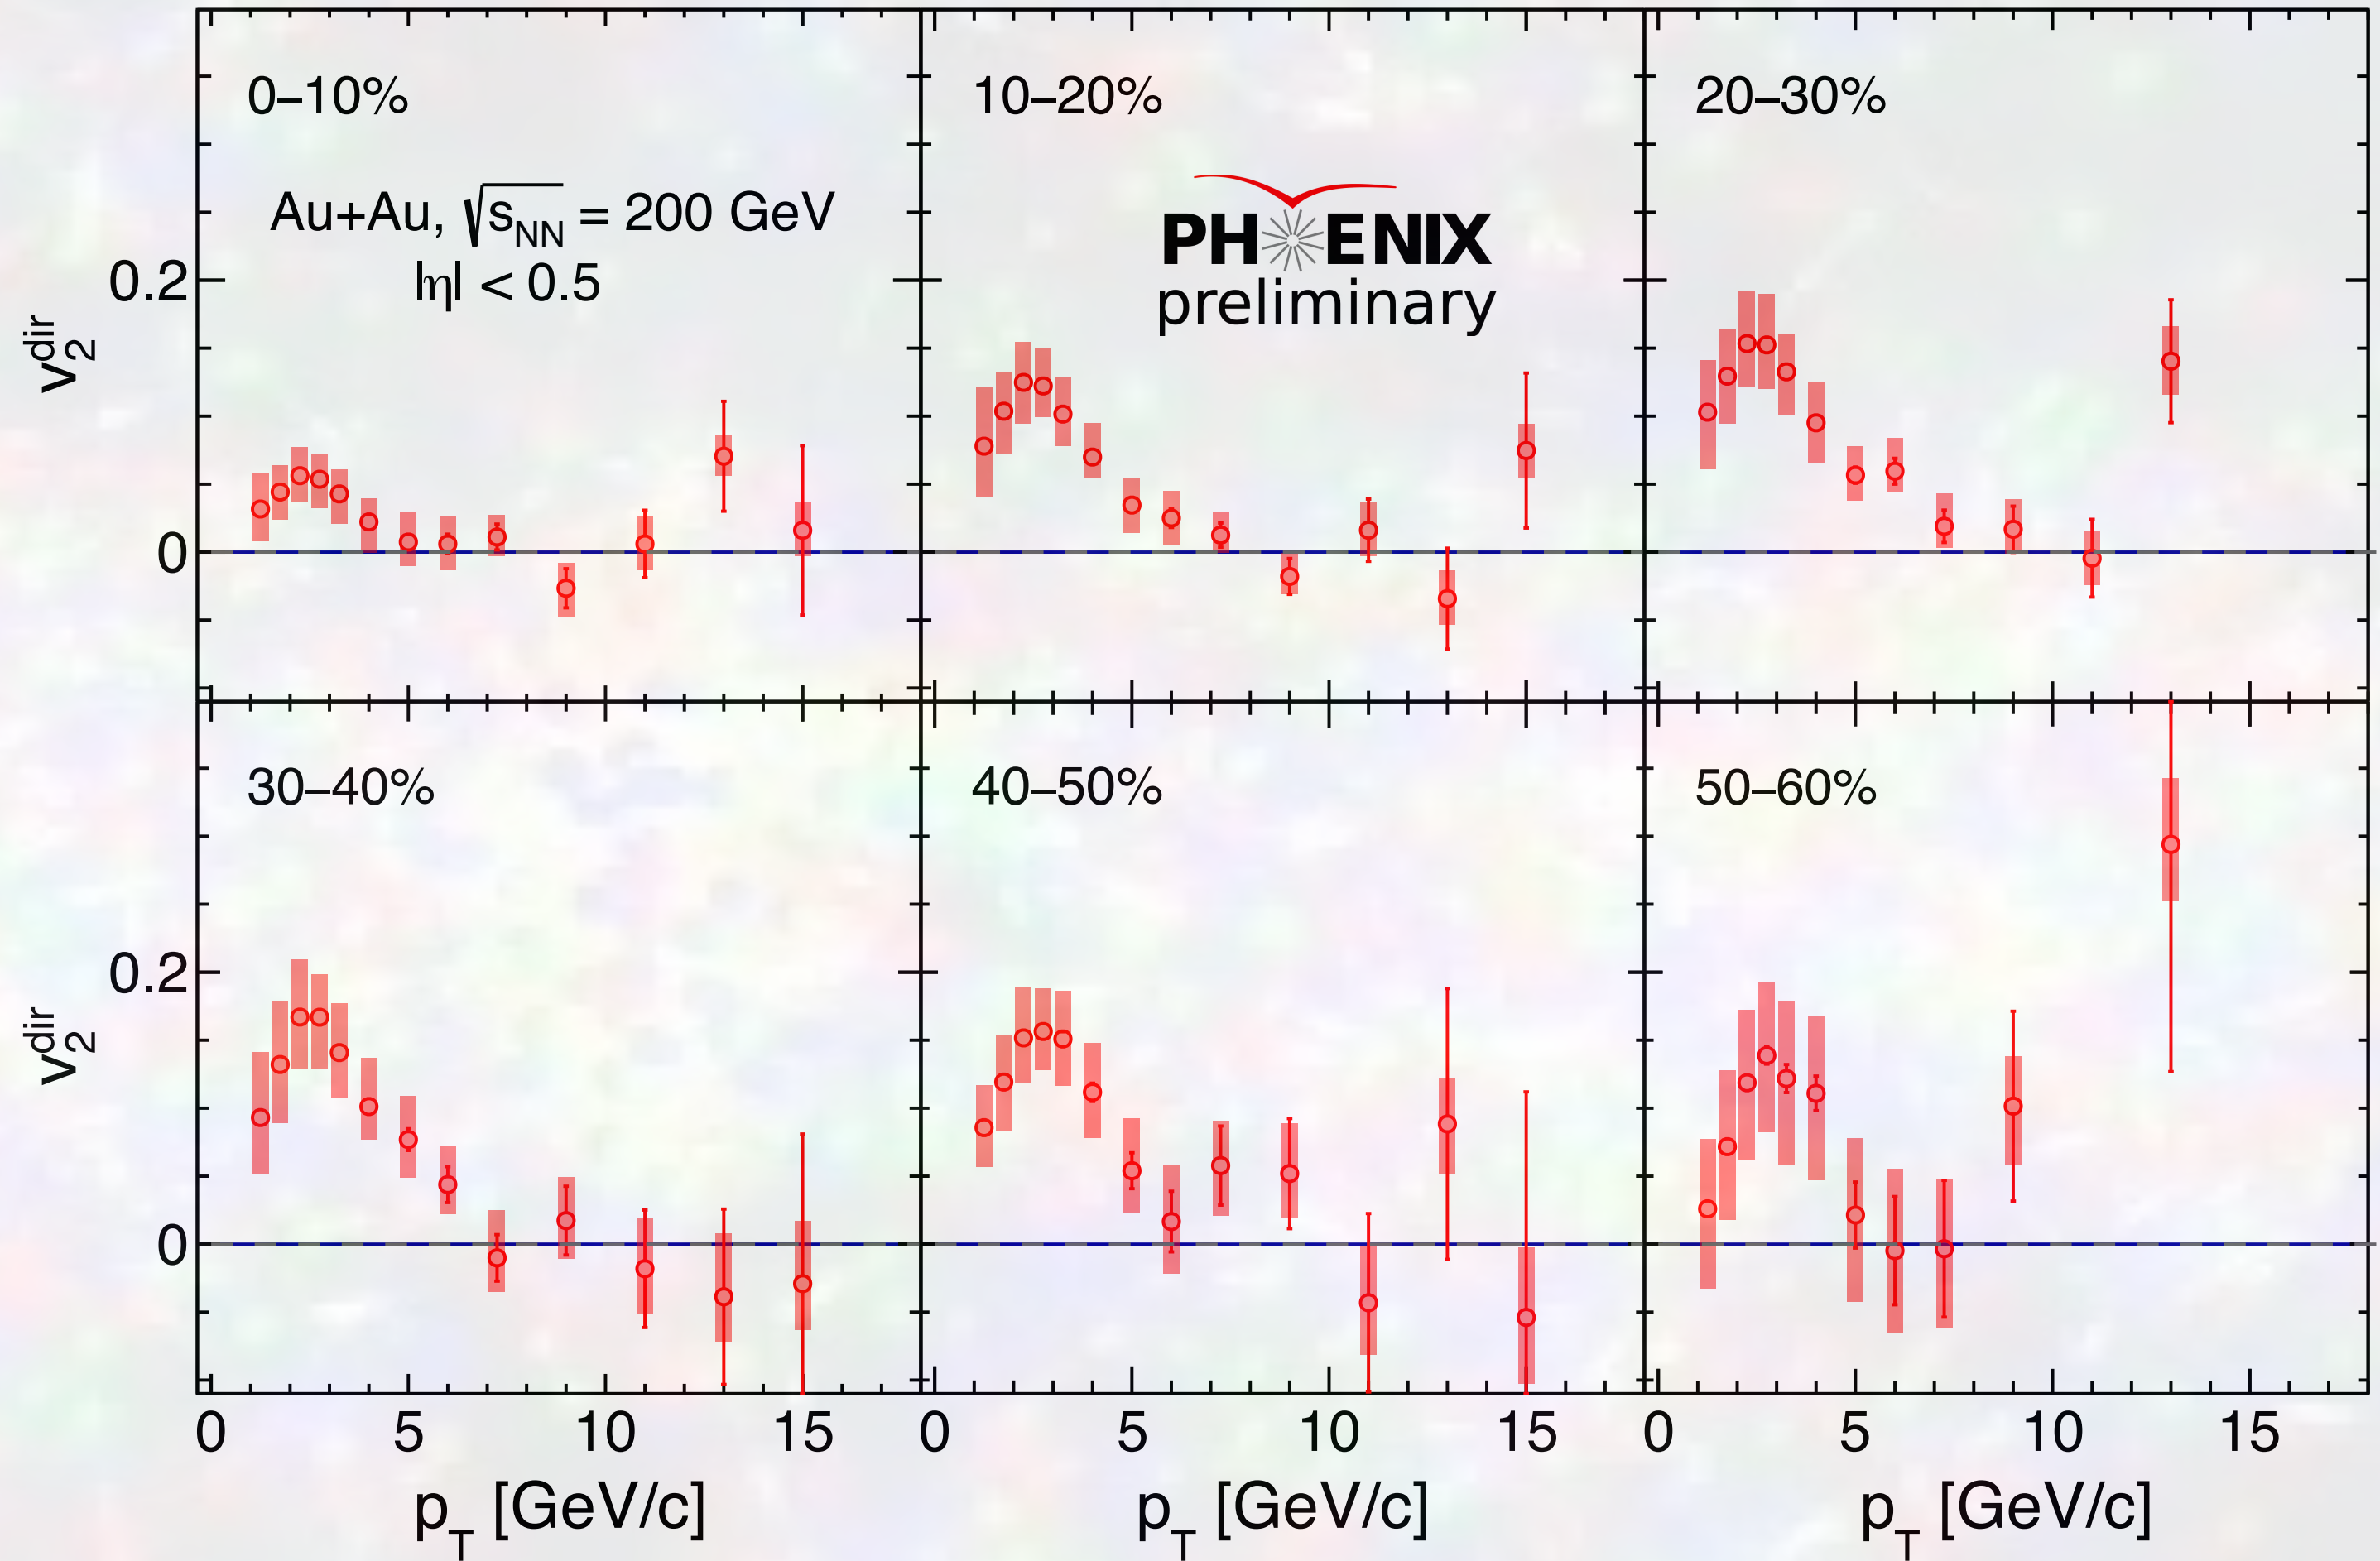 0–10%
10–20%
20–30%
Au+Au, √sNN = 200 GeV
|η| < 0.5
PHENIX
preliminary
0.2
v2dir
0
30–40%
40–50%
50–60%
0.2
v2dir
0
0 5 10 15 0 5 10 15 0 5 10 15
pT [GeV/c] pT [GeV/c] pT [GeV/c]